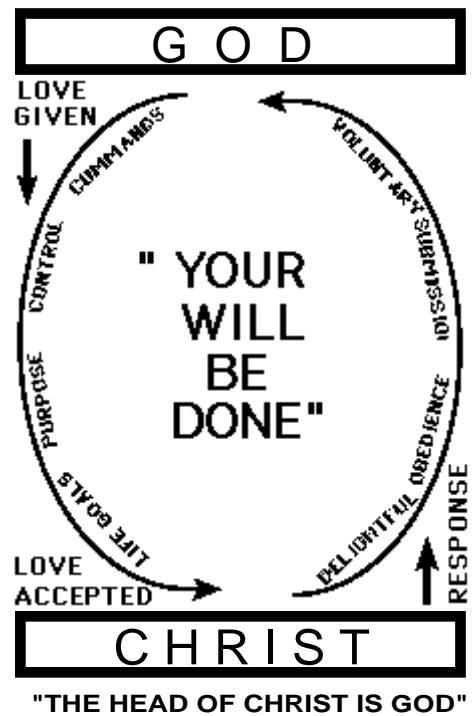 G O D
LOVE
GIVEN
COMMANDS
CONTROL
PURPOSE
LIFE GOALS
" YOUR
WILL
BE
DONE"
VOLUNTARY SUBMISSION
DELIGHTFUL OBEDIENCE
RESPONSE
LOVE
ACCEPTED
CHRIST
"THE HEAD OF CHRIST IS GOD"